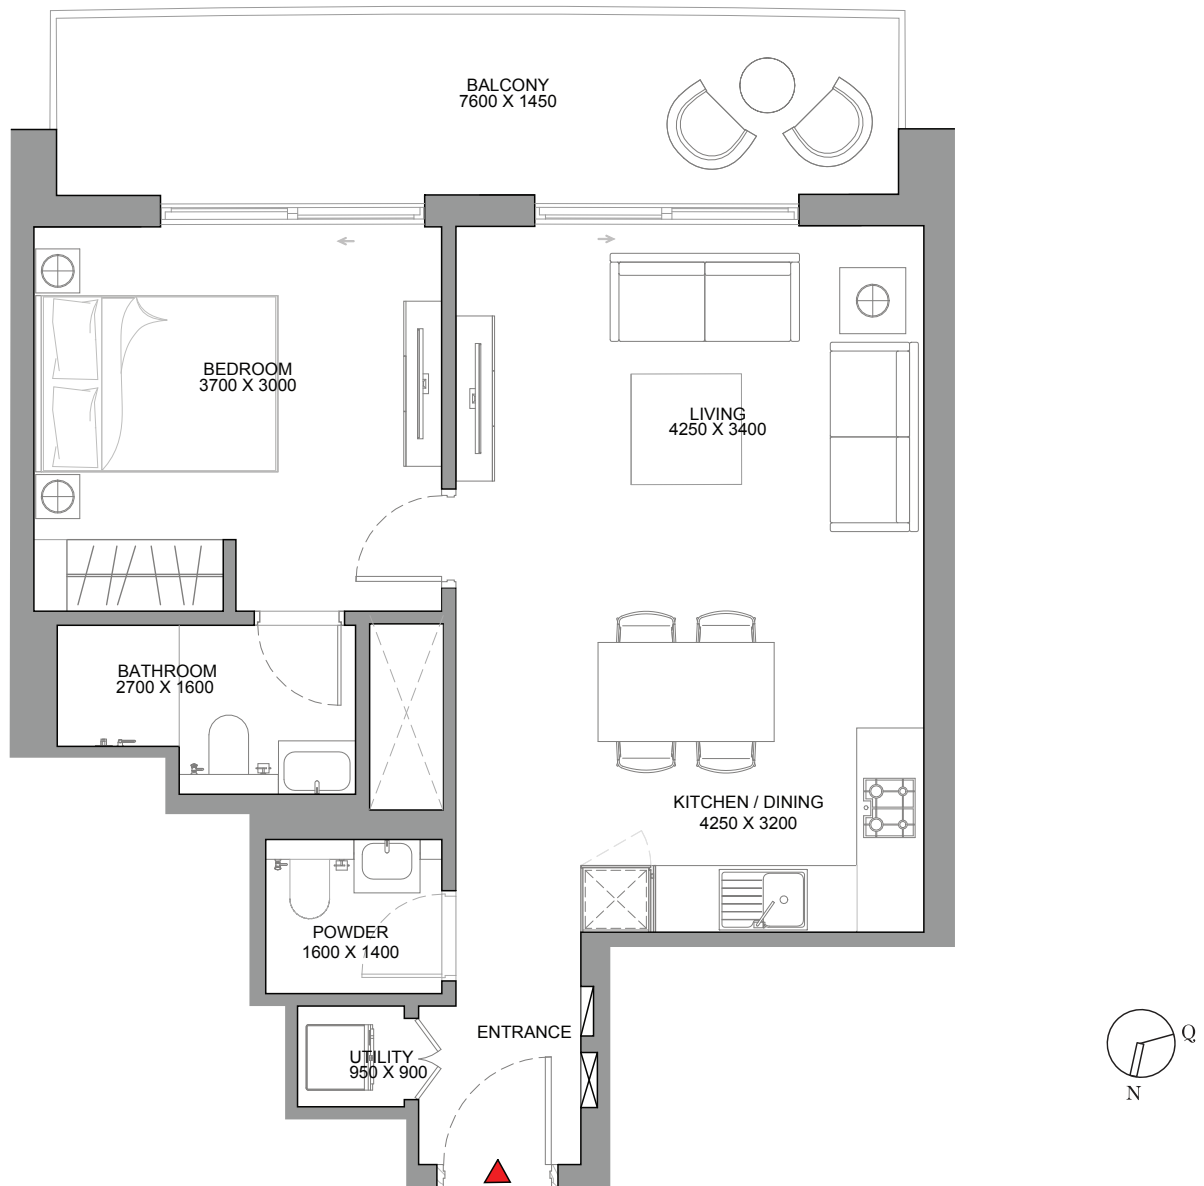 BALCONY
7600 X 1450
BEDROOM
3700 X 3000
LIVING
4250 X 3400
BATHROOM
2700 X 1600
KITCHEN / DINING
4250 X 3200
POWDER
1600 X 1400
ENTRANCE
UTILITY
950 X 900
Q
N